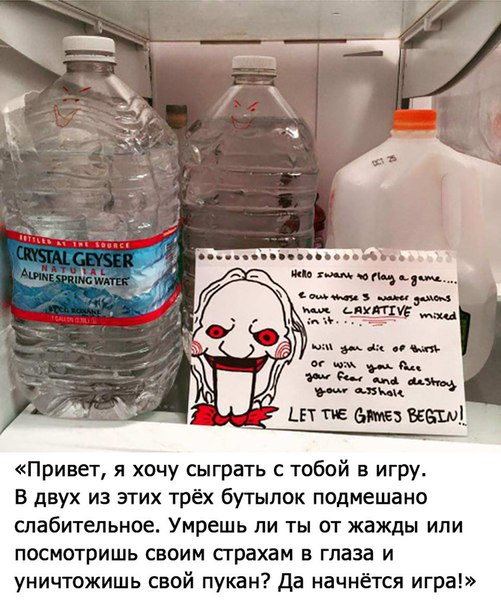 OCT 25
BOTTLED AT THE SOURCE
CRYSTAL GEYSER
NATURAL
ALPINE SPRING WATER
1 GALLON
Hello I want to play a game....
2 out those 3 water gallons
have LAXATIVE mixed
in it....
Will you die of thirst
or will you face
your fear and destroy
your asshole
LET THE GAMES BEGIN!
«Привет, я хочу сыграть с тобой в игру.
В двух из этих трёх бутылок подмешано
слабительное. Умрешь ли ты от жажды или
посмотришь своим страхам в глаза и
уничтожишь свой пукан? Да начнётся игра!»